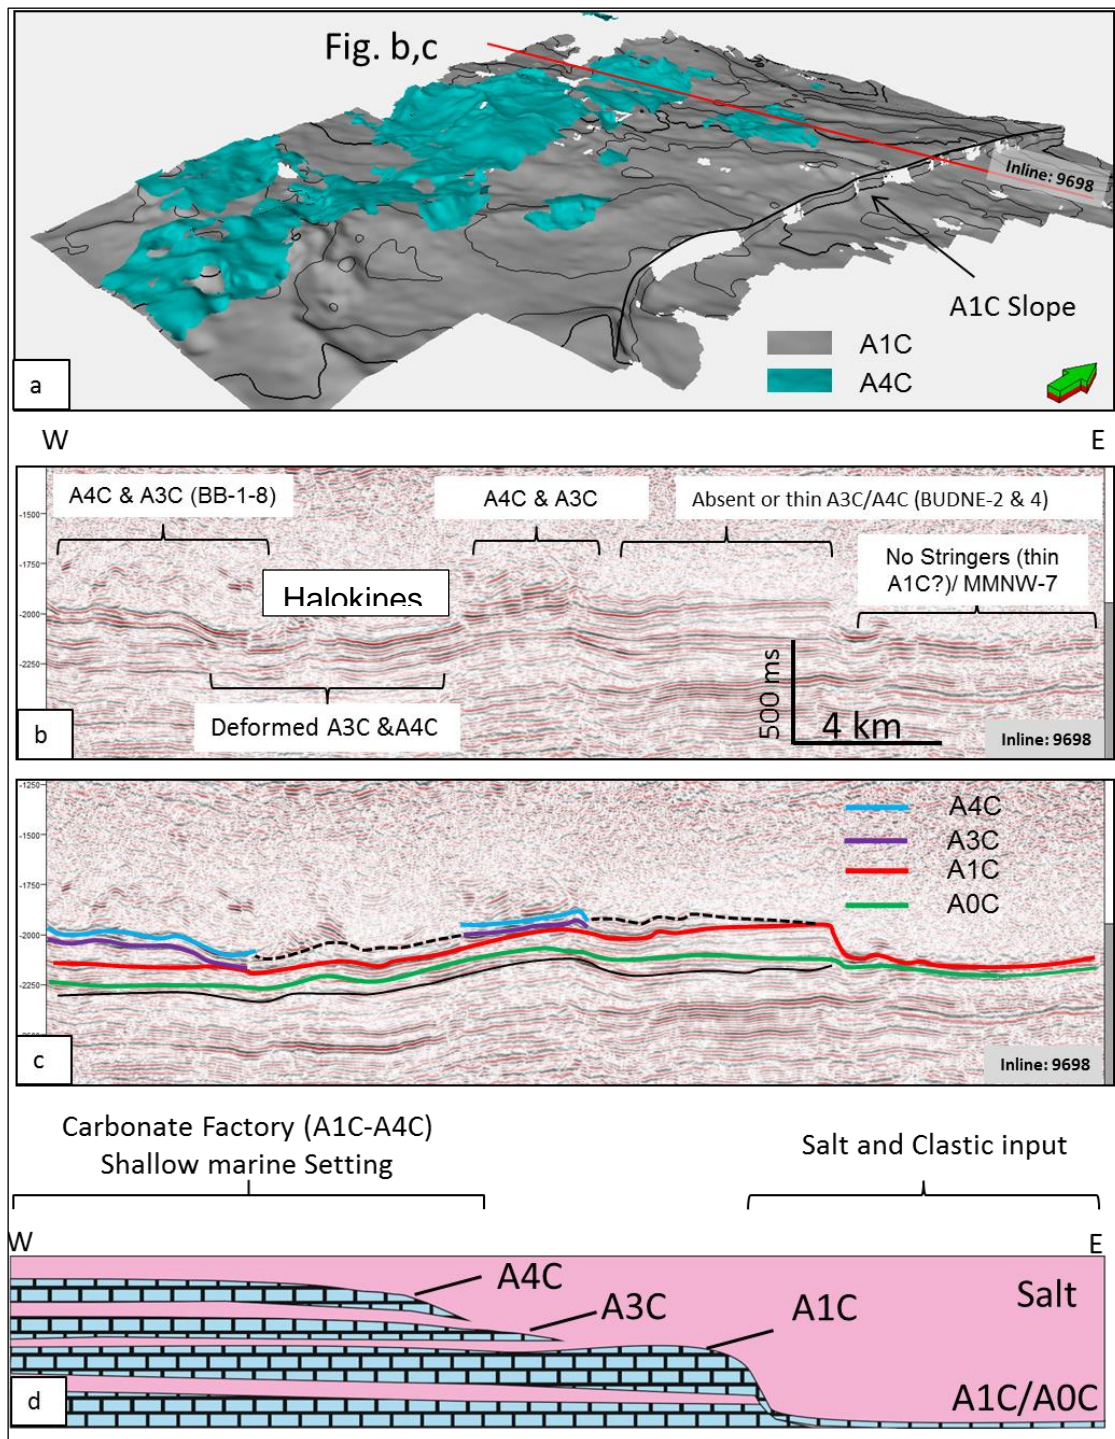 Fig. b,c
Inline: 9698
A1C Slope
A1C
A4C
a
W
E
A4C & A3C (BB-1-8)
A4C & A3C
Absent or thin A3C/A4C (BUDNE-2 & 4)
No Stringers (thin
A1C?)/ MMNW-7
Halokines
-1500
-1750
-2000
-2250
Deformed A3C &A4C
500 ms
4 km
b
Inline: 9698
-1250
-1500
-1750
-2000
-2250
A4C
A3C
A1C
A0C
c
Inline: 9698
Carbonate Factory (A1C-A4C)
Shallow marine Setting
Salt and Clastic input
W
E
A4C
A3C
A1C
Salt
A1C/A0C
d